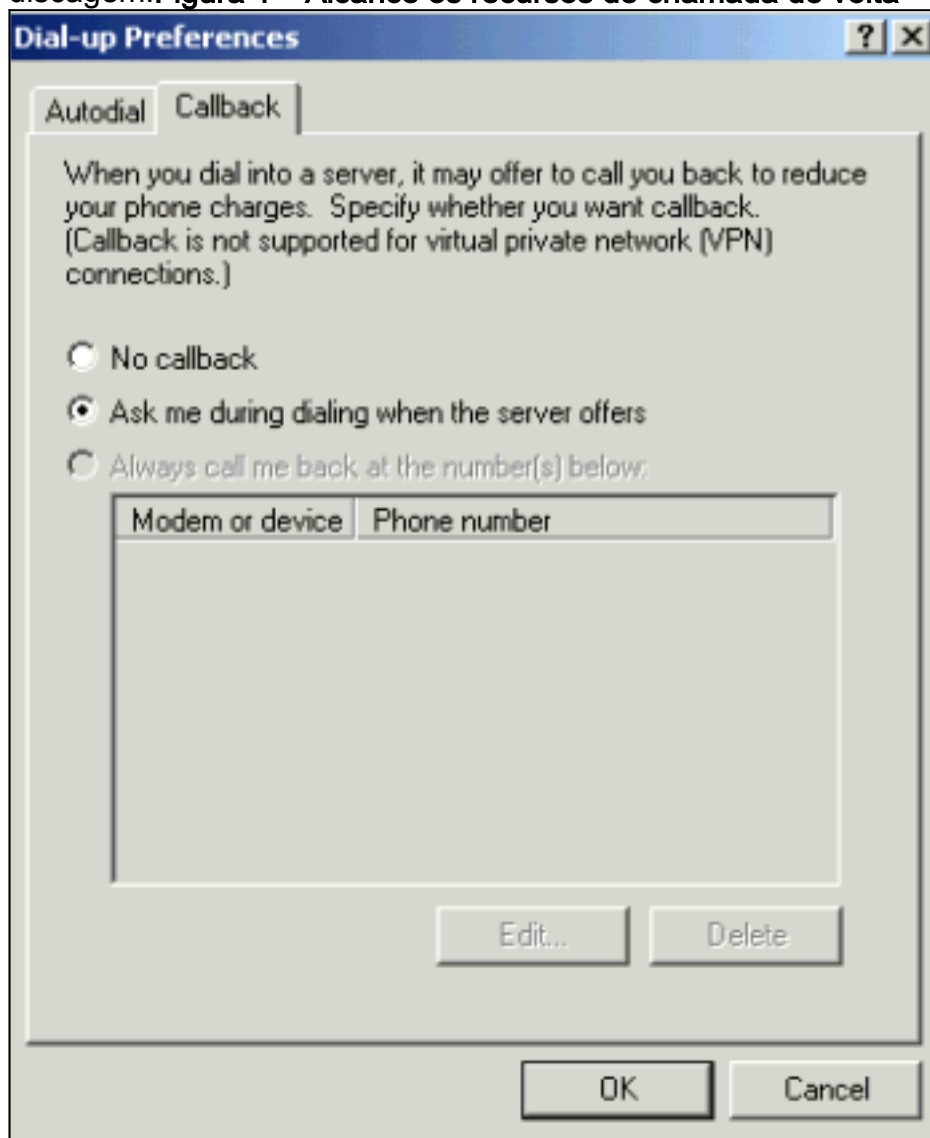 Dial-up Preferences
Autodial
Callback
When you dial into a server, it may offer to call you back to reduce
your phone charges. Specify whether you want callback.
(Callback is not supported for virtual private network (VPN)
connections.)
No callback
Ask me during dialing when the server offers
Always call me back at the number(s) below:
Modem or device Phone number
Edit...
Delete
OK
Cancel